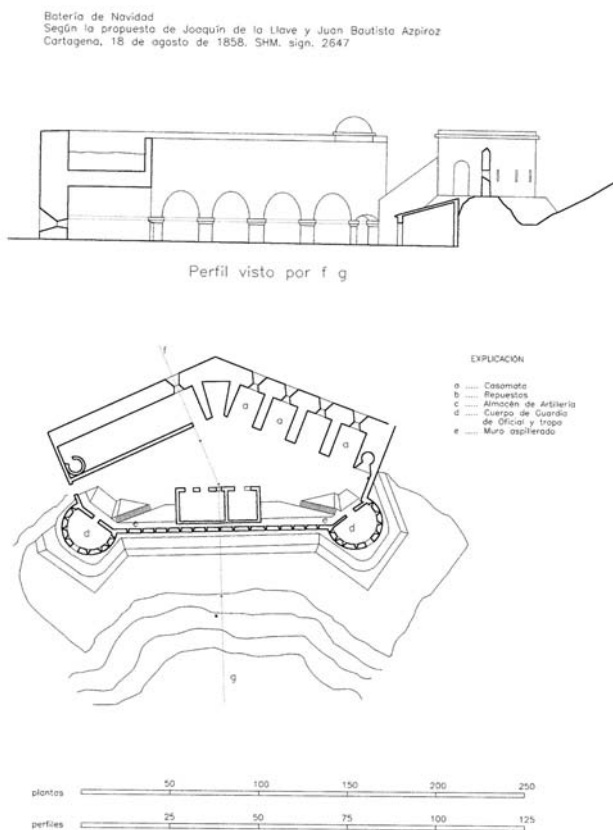 Batería de Navidad
Según la propuesta de Joaquín de la Llave y Juan Bautista Azpiroz
Cartagena, 18 de agosto de 1858. SHM. sign. 2647
Perfil visto por f g
f
EXPLICACIÓN
a ..... Casamata
b ..... Repuestos
c ..... Almacén de Artillería
d ..... Cuerpo de Guardia
de Oficial y tropa
e ..... Muro aspillerado
a
a
a
e
e
d
d
g
50 100 150 200 250
plantas
25 50 75 100 125
perfiles